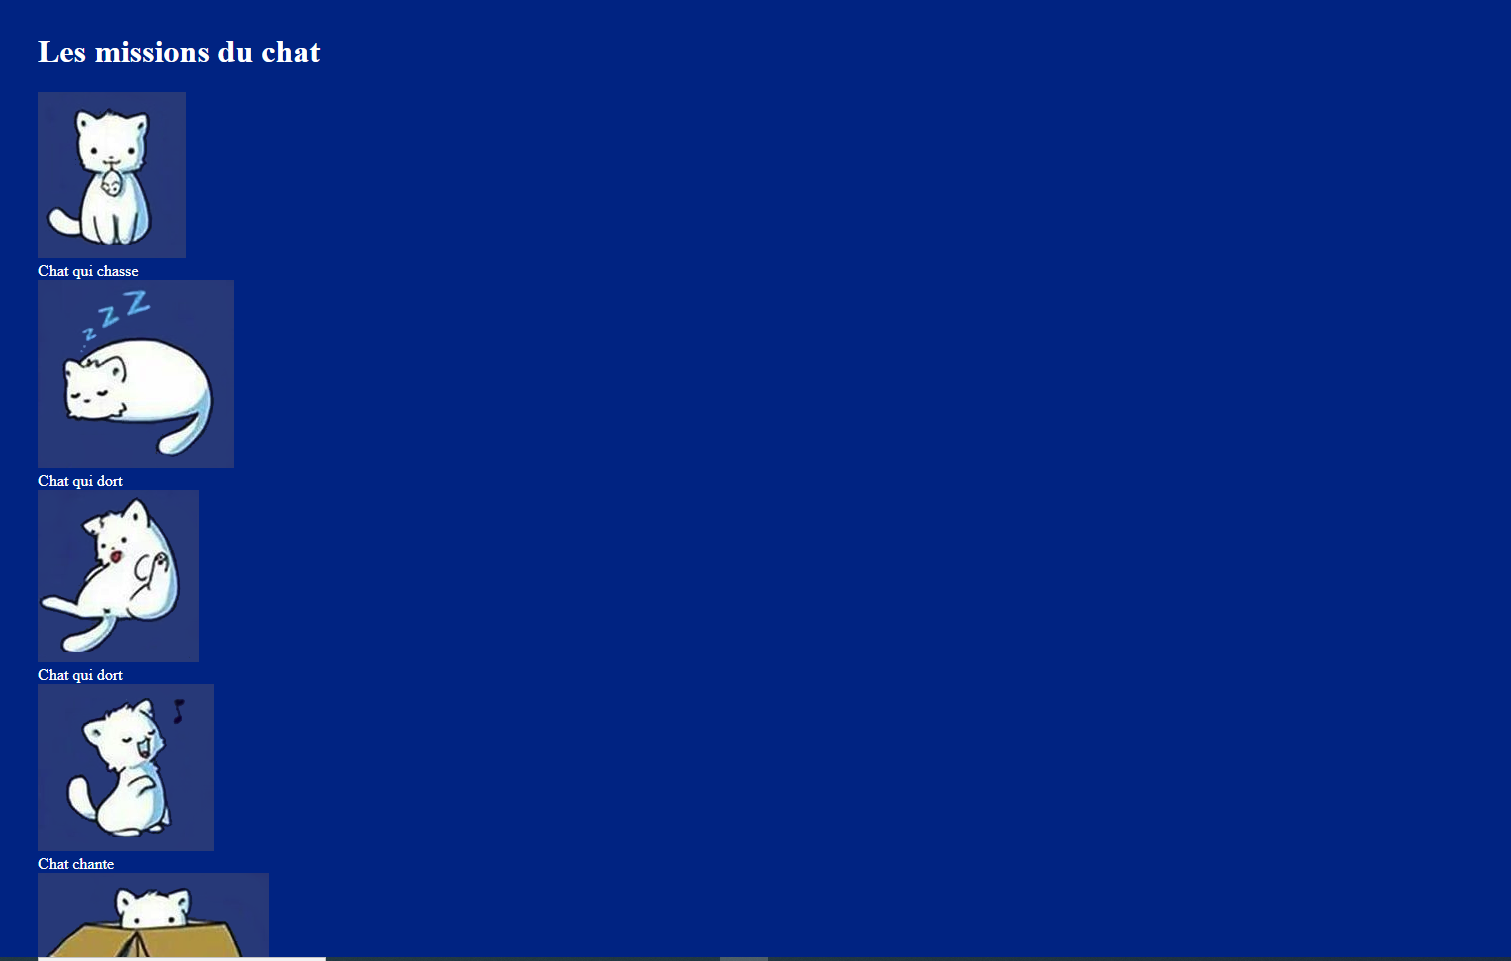 Les missions du chat
Chat qui chasse
z z Z
Chat qui dort
Chat qui dort
Chat chante